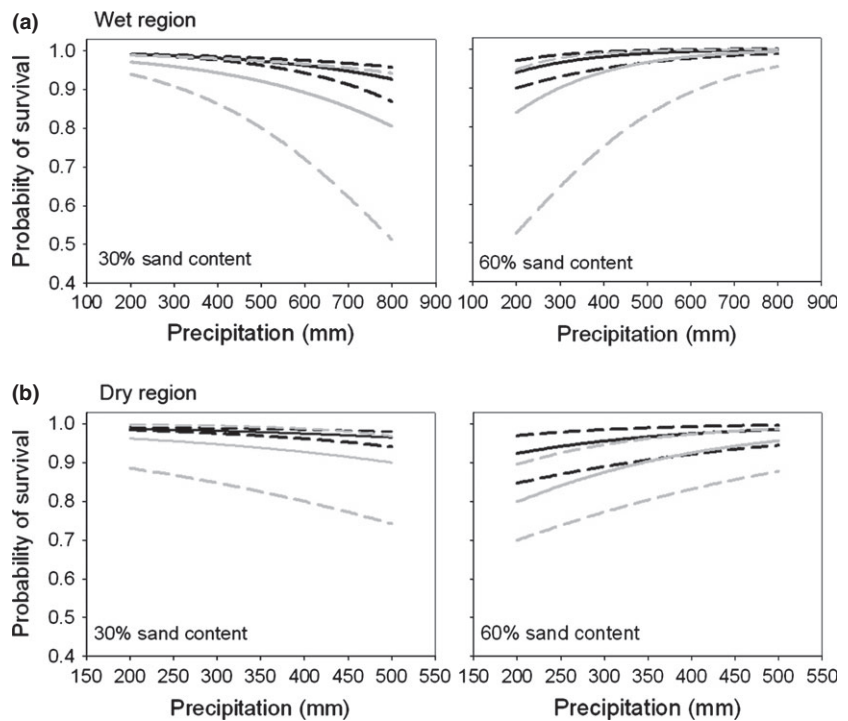 (a) Wet region
Probability of survival
1.0
0.9
0.8
0.7
0.6
0.5
0.4
30% sand content
60% sand content
100 200 300 400 500 600 700 800 900
100 200 300 400 500 600 700 800 900
Precipitation (mm)
Precipitation (mm)
(b) Dry region
Probability of survival
1.0
0.9
0.8
0.7
0.6
0.5
0.4
30% sand content
60% sand content
150 200 250 300 350 400 450 500 550
150 200 250 300 350 400 450 500 550
Precipitation (mm)
Precipitation (mm)